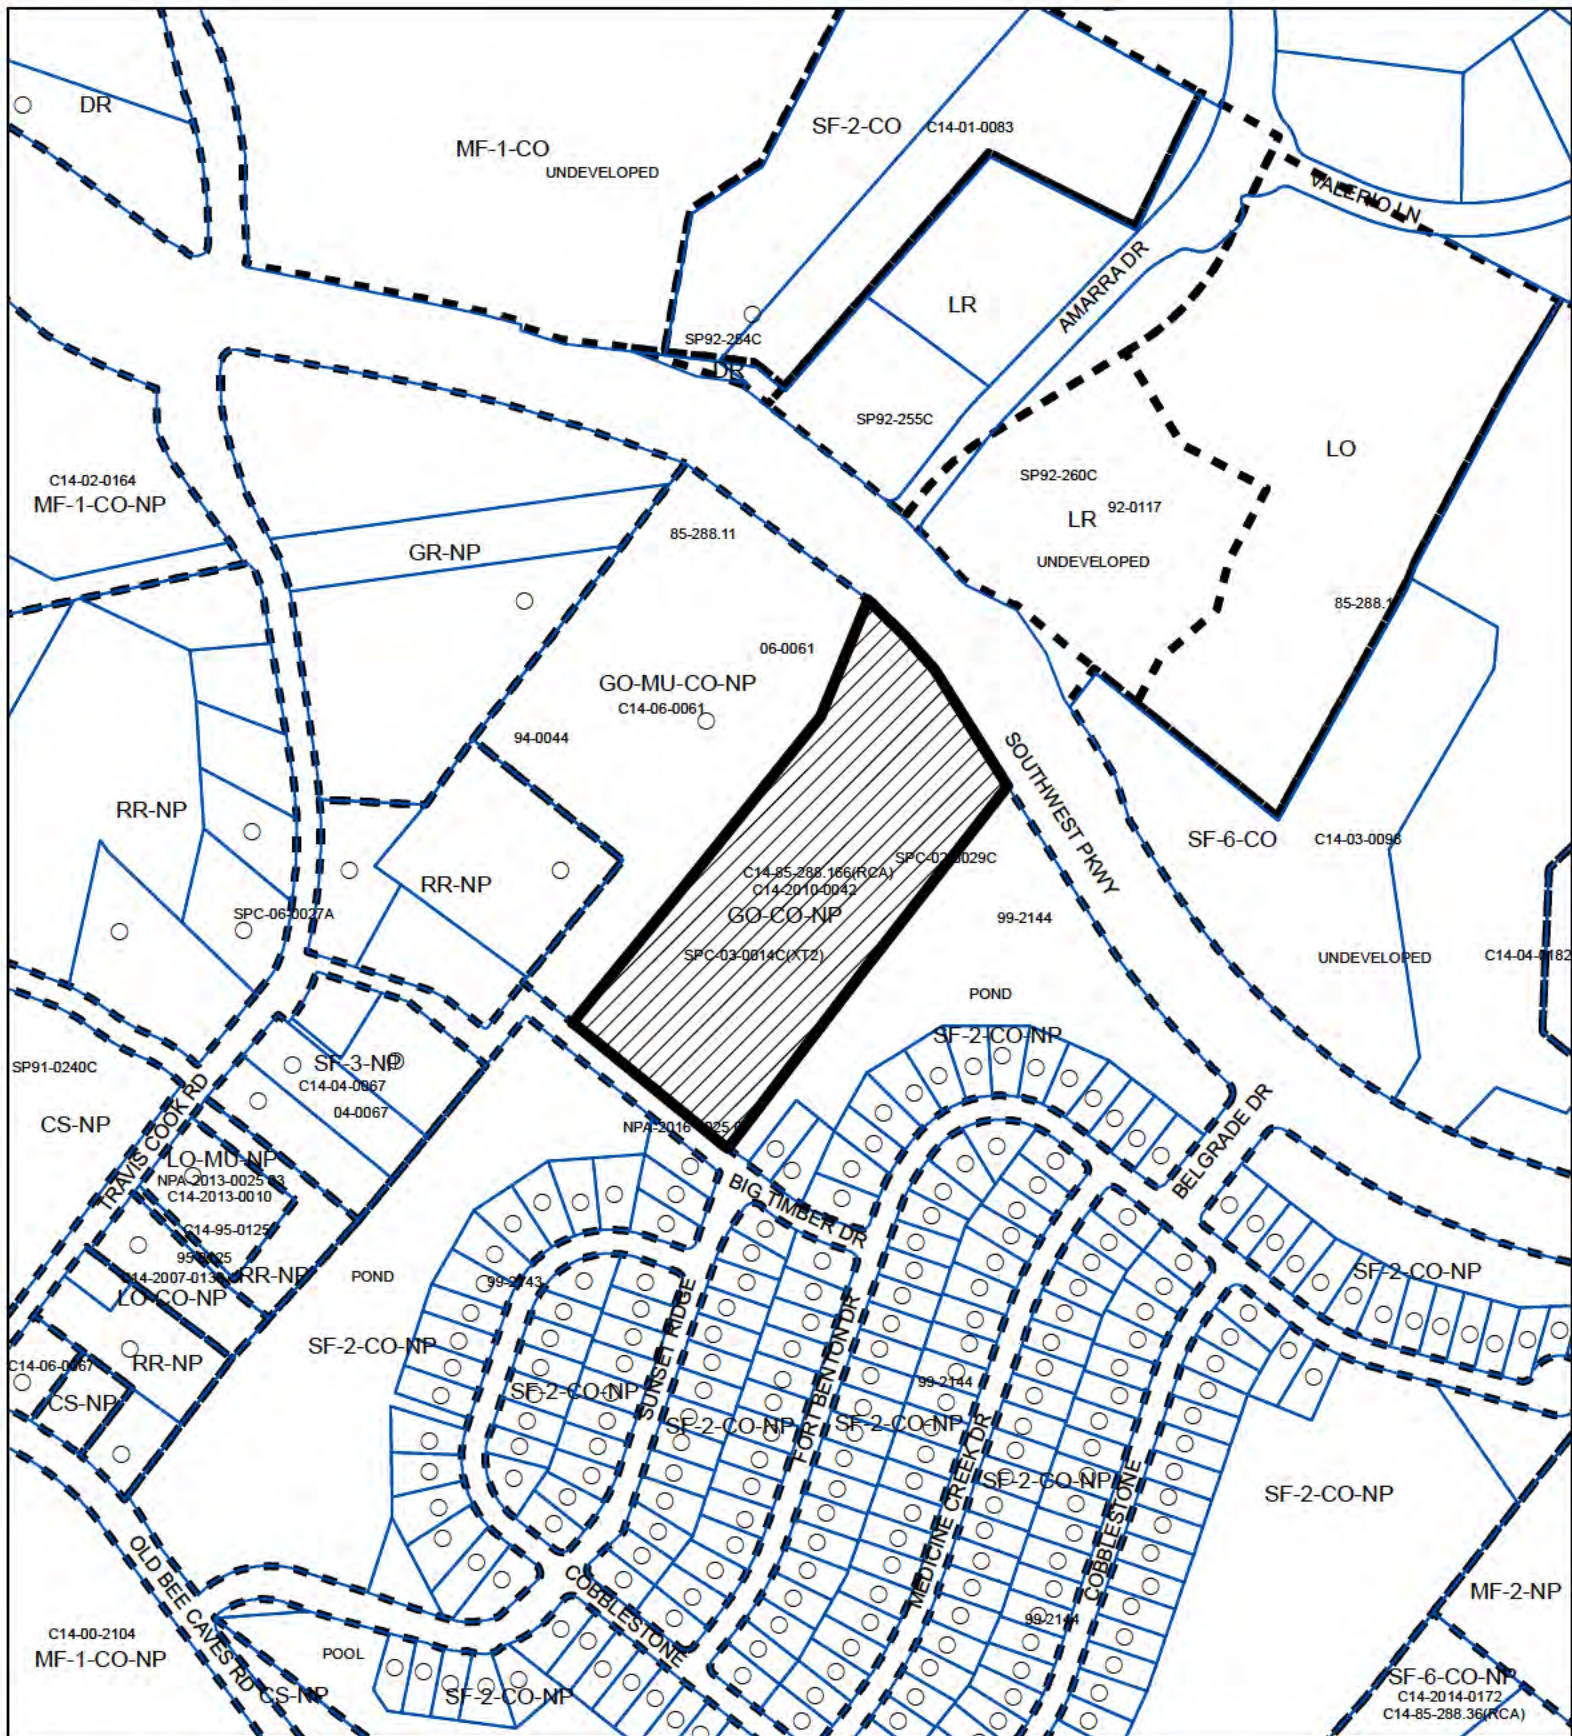 DR
SF-2-CO
C14-01-0083
MF-1-CO
UNDEVELOPED
VALERIO LN
AMARRA DR
LR
SP92-254C
DR
SP92-255C
LO
C14-02-0164
MF-1-CO-NP
SP92-260C
92-0117
LR
85-288.11
GR-NP
UNDEVELOPED
06-0061
GO-MU-CO-NP
C14-06-0061
94-0044
SOUTHWEST PKWY
RR-NP
SF-6-CO
C14-03-0096
SPC-02-0029C
C14-85-288.166(RCA)
C14-2010-0042
RR-NP
GO-CO-NP
SPC-06-0027A
99-2144
SPC-03-0014C(XT2)
UNDEVELOPED
C14-04-0182
POND
SF-2-CO-NP
SP91-0240C
SF-3-NP
C14-04-0067
04-0067
CS-NP
TRAVIS COOK RD
BELGRADE DR
LO-MU-NP
NPA-2013-0025.03
C14-2013-0010
BIG TIMBER DR
C14-95-0125
95-0125
RR-NP
POND
99-2143
LO-CO-NP
SF-2-CO-NP
SUNSET RIDGE
FORT BENTON DR
SF-2-CO-NP
RR-NP
CS-NP
SF-2-CO-NP
99-2144
SF-2-CO-NP
SF-2-CO-NP
MEDICINE CREEK DR
SF-2-CO-NP
COBBLESTONE
SF-2-CO-NP
OLD BEE CAVES RD
COBBLESTONE
MF-2-NP
99-2144
C14-00-2104
MF-1-CO-NP
POOL
CS-NP
SF-2-CO-NP
SF-6-CO-NP
C14-2014-0172
C14-85-288.36(RCA)